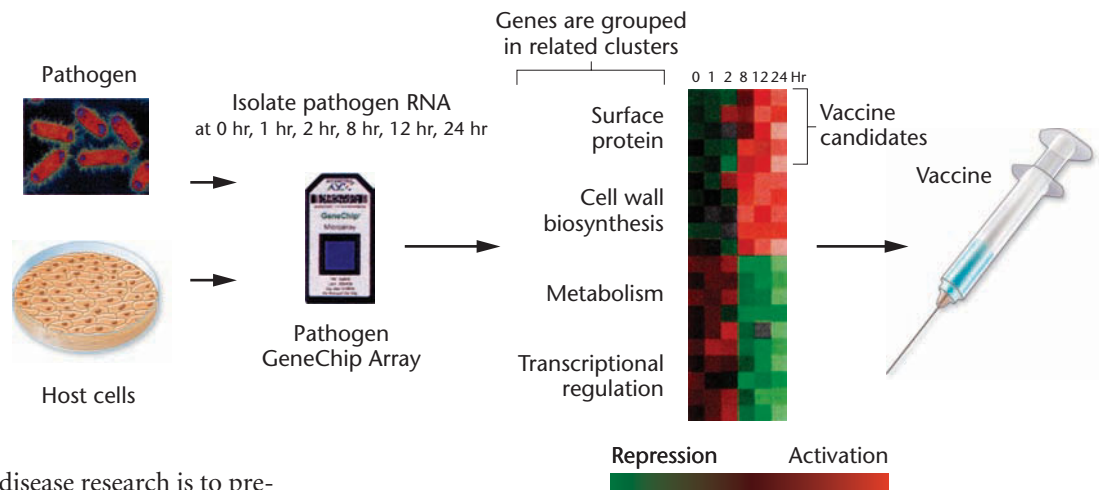 Genes are grouped
in related clusters
Pathogen
Isolate pathogen RNA
at 0 hr, 1 hr, 2 hr, 8 hr, 12 hr, 24 hr
0 1 2 8 12 24 Hr
Surface
protein
Vaccine
candidates
Vaccine
Cell wall
biosynthesis
GeneChip
Microarray
Metabolism
Pathogen
GeneChip Array
Transcriptional
regulation
Host cells
Repression Activation
disease research is to pre-